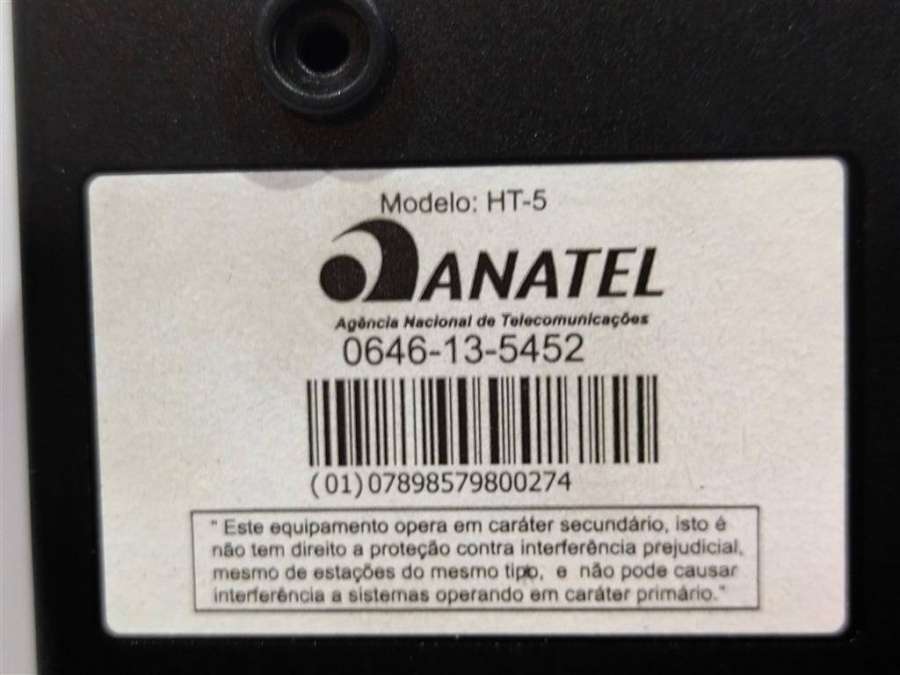 Modelo: HT-5
ANATEL
Agência Nacional de Telecomunicações
0646-13-5452
(01)07898579800274
" Este equipamento opera em caráter secundário, isto é
não tem direito a proteção contra interferência prejudicial,
mesmo de estações do mesmo tipo, e não pode causar
interferência a sistemas operando em caráter primário."